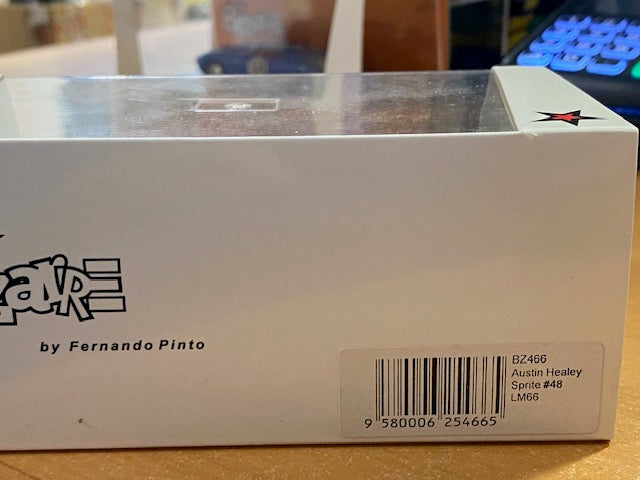 by Fernando Pinto
BZ466
Austin Healey
Sprite #48
LM66
9 580006 254665